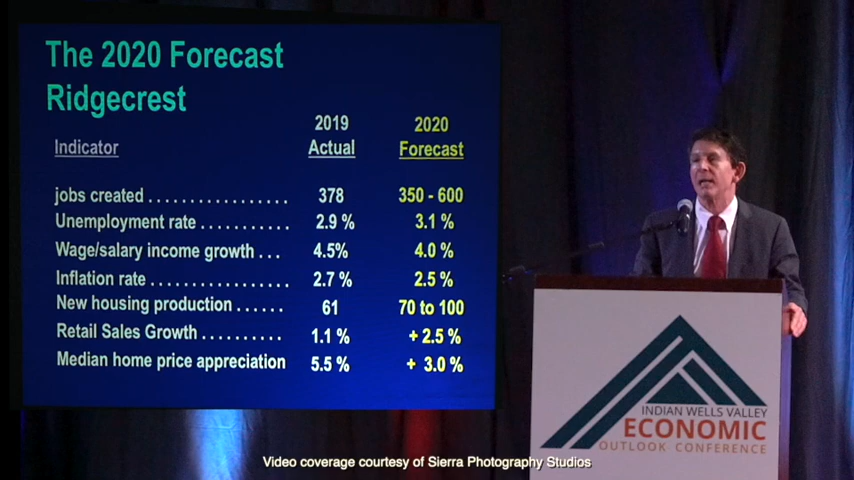 The 2020 Forecast
Ridgecrest
2019 2020
Indicator Actual Forecast
jobs created . . . . . . . . . . . . . . . . . 378 350 - 600
Unemployment rate . . . . . . . . . . . 2.9 % 3.1 %
Wage/salary income growth . . . 4.5% 4.0 %
Inflation rate . . . . . . . . . . . . . . . . . 2.7 % 2.5 %
New housing production . . . . . . 61 70 to 100
Retail Sales Growth . . . . . . . . . . 1.1 % + 2.5 %
Median home price appreciation 5.5 % + 3.0 %
INDIAN WELLS VALLEY
ECONOMIC
OUTLOOK CONFERENCE
Video coverage courtesy of Sierra Photography Studios